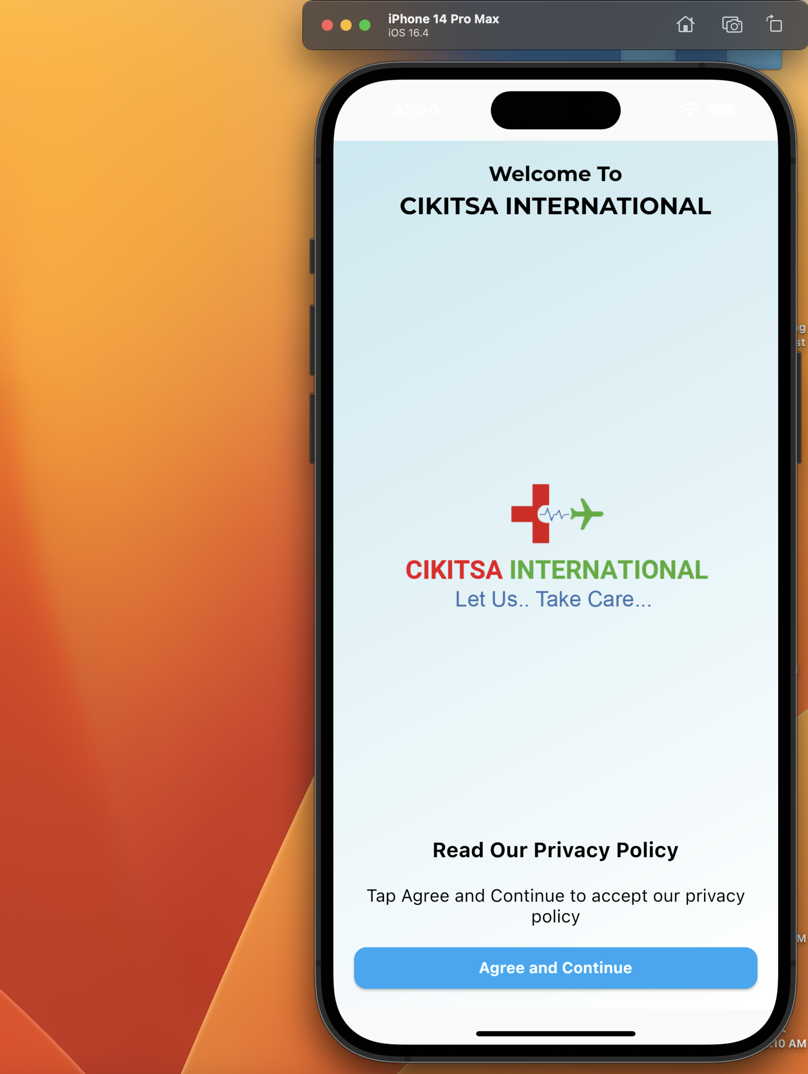 iPhone 14 Pro Max
iOS 16.4
Welcome To
CIKITSA INTERNATIONAL
CIKITSA INTERNATIONAL
Let Us.. Take Care...
Read Our Privacy Policy
Tap Agree and Continue to accept our privacy
policy
Agree and Continue